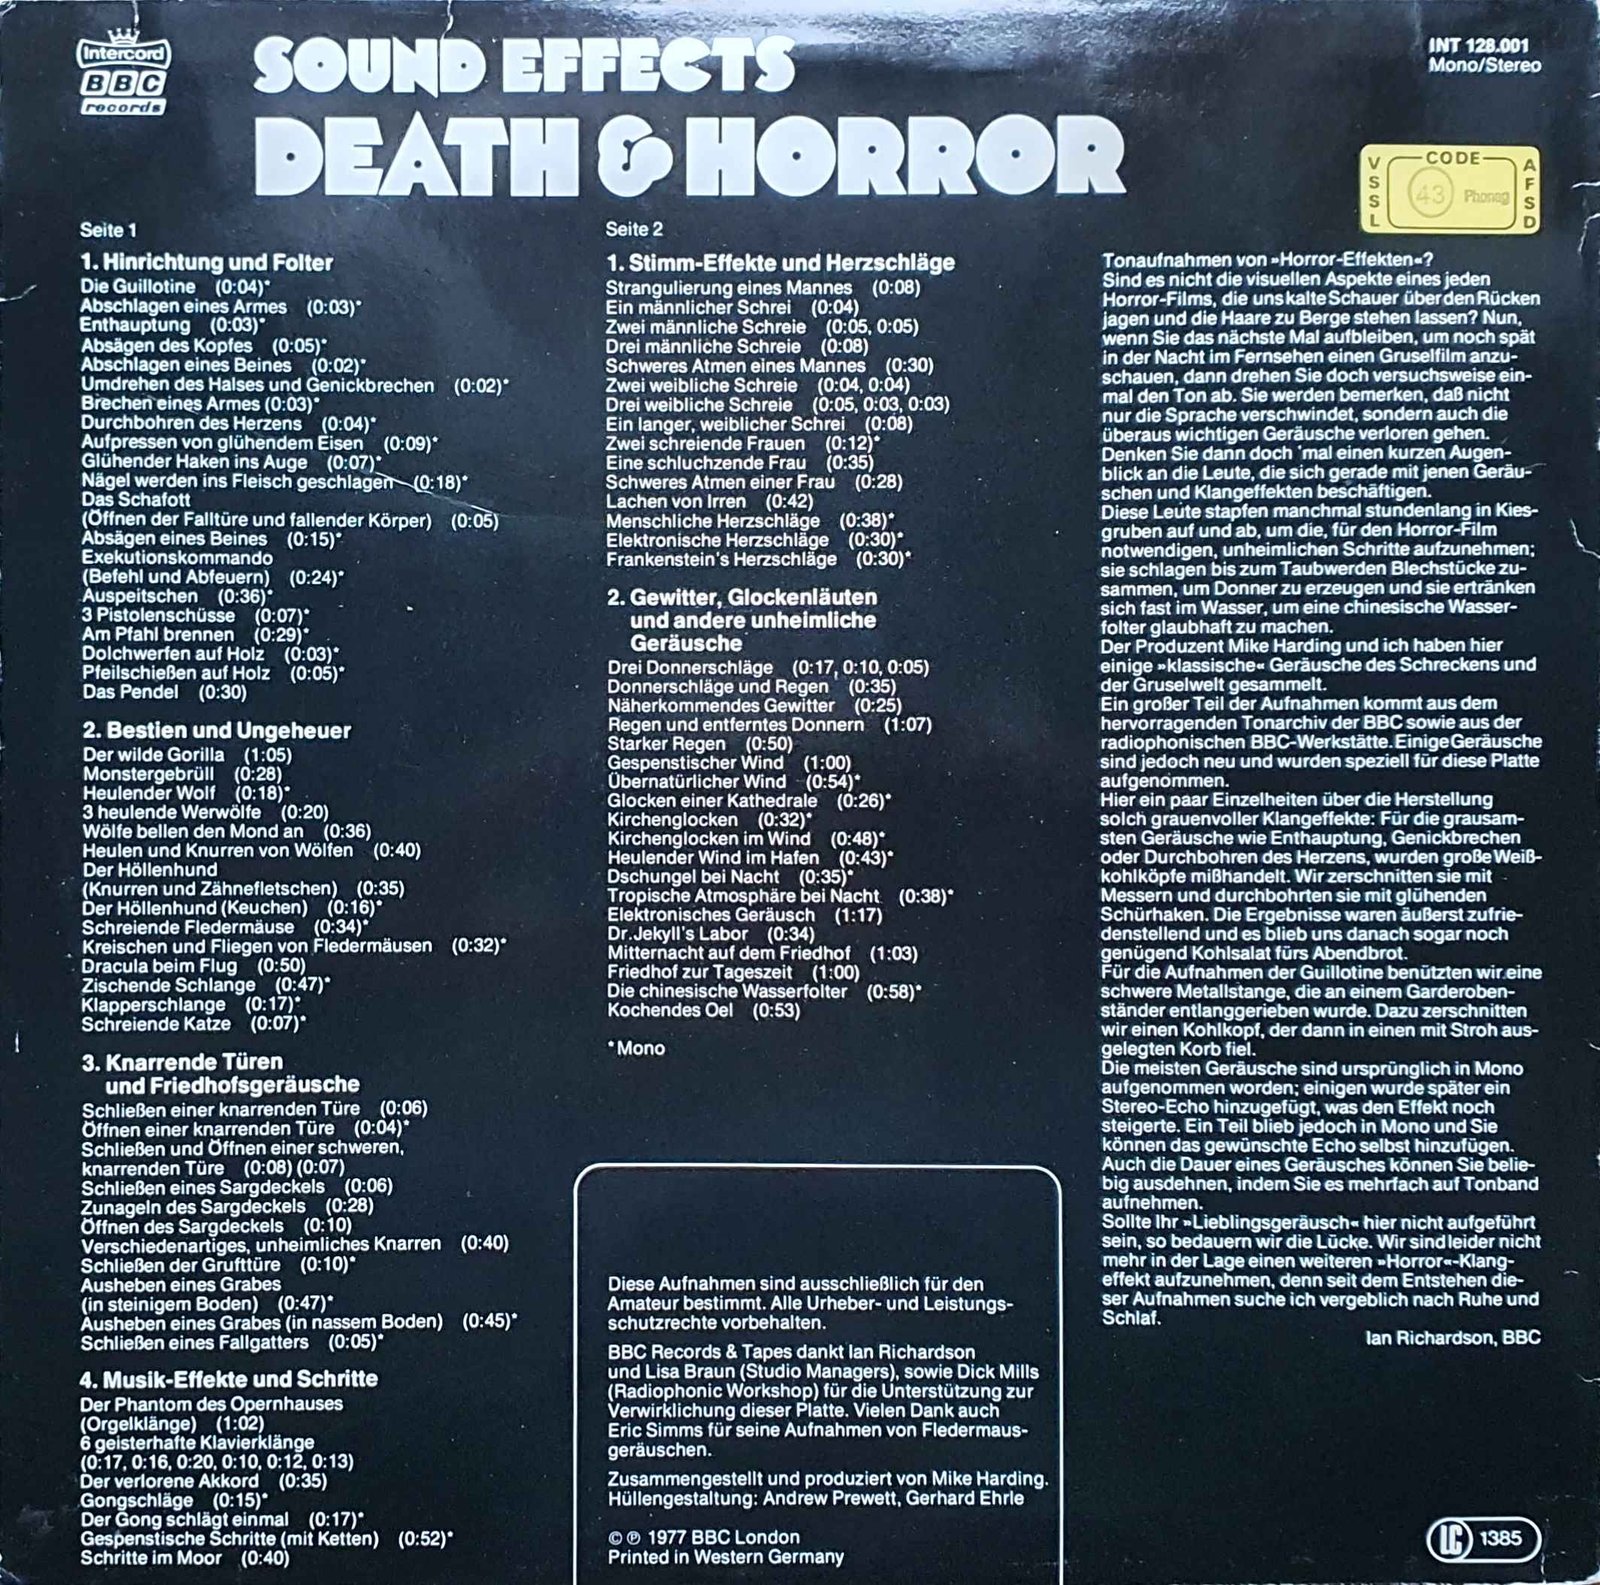 Intercord
BBC
records
SOUND EFFECTS
DEATH & HORROR
INT 128.001
Mono/Stereo
VSSL
CODE
43 Phonag
AFSD
Seite 1
1. Hinrichtung und Folter
Die Guillotine (0:04)*
Abschlagen eines Armes (0:03)*
Enthauptung (0:03)*
Absägen des Kopfes (0:05)*
Abschlagen eines Beines (0:02)*
Umdrehen des Halses und Genickbrechen (0:02)*
Brechen eines Armes (0:03)*
Durchbohren des Herzens (0:04)*
Aufpressen von glühendem Eisen (0:09)*
Glühender Haken ins Auge (0:07)*
Nägel werden ins Fleisch geschlagen (0:18)*
Das Schafott
(Öffnen der Falltüre und fallender Körper) (0:05)
Absägen eines Beines (0:15)*
Exekutionskommando
(Befehl und Abfeuern) (0:24)*
Auspeitschen (0:36)*
3 Pistolenschüsse (0:07)*
Am Pfahl brennen (0:29)*
Dolchwerfen auf Holz (0:03)*
Pfeilschießen auf Holz (0:05)*
Das Pendel (0:30)
2. Bestien und Ungeheuer
Der wilde Gorilla (1:05)
Monstergebrüll (0:28)
Heulender Wolf (0:18)*
3 heulende Werwölfe (0:20)
Wölfe bellen den Mond an (0:36)
Heulen und Knurren von Wölfen (0:40)
Der Höllenhund
(Knurren und Zähnefletschen) (0:35)
Der Höllenhund (Keuchen) (0:16)*
Schreiende Fledermäuse (0:34)*
Kreischen und Fliegen von Fledermäusen (0:32)*
Dracula beim Flug (0:50)
Zischende Schlange (0:47)*
Klapperschlange (0:17)*
Schreiende Katze (0:07)*
3. Knarrende Türen
und Friedhofsgeräusche
Schließen einer knarrenden Türe (0:06)
Öffnen einer knarrenden Türe (0:04)*
Schließen und Öffnen einer schweren,
knarrenden Türe (0:08) (0:07)
Schließen eines Sargdeckels (0:06)
Zunageln des Sargdeckels (0:28)
Öffnen des Sargdeckels (0:10)
Verschiedenartiges, unheimliches Knarren (0:40)
Schließen der Grufttüre (0:10)*
Ausheben eines Grabes
(in steinigem Boden) (0:47)*
Ausheben eines Grabes (in nassem Boden) (0:45)*
Schließen eines Fallgatters (0:05)*
4. Musik-Effekte und Schritte
Der Phantom des Opernhauses
(Orgelklänge) (1:02)
6 geisterhafte Klavierklänge
(0:17, 0:16, 0:20, 0:10, 0:12, 0:13)
Der verlorene Akkord (0:35)
Gongschläge (0:15)*
Der Gong schlägt einmal (0:17)*
Gespenstische Schritte (mit Ketten) (0:52)*
Schritte im Moor (0:40)
Seite 2
1. Stimm-Effekte und Herzschläge
Strangulierung eines Mannes (0:08)
Ein männlicher Schrei (0:04)
Zwei männliche Schreie (0:05, 0:05)
Drei männliche Schreie (0:08)
Schweres Atmen eines Mannes (0:30)
Zwei weibliche Schreie (0:04, 0:04)
Drei weibliche Schreie (0:05, 0:03, 0:03)
Ein langer, weiblicher Schrei (0:08)
Zwei schreiende Frauen (0:12)*
Eine schluchzende Frau (0:35)
Schweres Atmen einer Frau (0:28)
Lachen von Irren (0:42)
Menschliche Herzschläge (0:38)*
Elektronische Herzschläge (0:30)*
Frankenstein's Herzschläge (0:30)*
2. Gewitter, Glockenläuten
und andere unheimliche
Geräusche
Drei Donnerschläge (0:17, 0:10, 0:05)
Donnerschläge und Regen (0:35)
Näherkommendes Gewitter (0:25)
Regen und entferntes Donnern (1:07)
Starker Regen (0:50)
Gespenstischer Wind (1:00)
Übernatürlicher Wind (0:54)*
Glocken einer Kathedrale (0:26)*
Kirchenglocken (0:32)*
Kirchenglocken im Wind (0:48)*
Heulender Wind im Hafen (0:43)*
Dschungel bei Nacht (0:35)*
Tropische Atmosphäre bei Nacht (0:38)*
Elektronisches Geräusch (1:17)
Dr. Jekyll's Labor (0:34)
Mitternacht auf dem Friedhof (1:03)
Friedhof zur Tageszeit (1:00)
Die chinesische Wasserfolter (0:58)*
Kochendes Oel (0:53)
*Mono
Diese Aufnahmen sind ausschließlich für den
Amateur bestimmt. Alle Urheber- und Leistungs-
schutzrechte vorbehalten.
BBC Records & Tapes dankt Ian Richardson
und Lisa Braun (Studio Managers), sowie Dick Mills
(Radiophonic Workshop) für die Unterstützung zur
Verwirklichung dieser Platte. Vielen Dank auch
Eric Simms für seine Aufnahmen von Fledermaus-
geräuschen.
Zusammengestellt und produziert von Mike Harding.
Hüllengestaltung: Andrew Prewett, Gerhard Ehrle
© ℗ 1977 BBC London
Printed in Western Germany
Tonaufnahmen von »Horror-Effekten«?
Sind es nicht die visuellen Aspekte eines jeden
Horror-Films, die uns kalte Schauer über den Rücken
jagen und die Haare zu Berge stehen lassen? Nun,
wenn Sie das nächste Mal aufbleiben, um noch spät
in der Nacht im Fernsehen einen Gruselfilm anzu-
schauen, dann drehen Sie doch versuchsweise ein-
mal den Ton ab. Sie werden bemerken, daß nicht
nur die Sprache verschwindet, sondern auch die
überaus wichtigen Geräusche verloren gehen.
Denken Sie dann doch 'mal einen kurzen Augen-
blick an die Leute, die sich gerade mit jenen Geräu-
schen und Klangeffekten beschäftigen.
Diese Leute stapfen manchmal stundenlang in Kies-
gruben auf und ab, um die, für den Horror-Film
notwendigen, unheimlichen Schritte aufzunehmen;
sie schlagen bis zum Taubwerden Blechstücke zu-
sammen, um Donner zu erzeugen und sie ertränken
sich fast im Wasser, um eine chinesische Wasser-
folter glaubhaft zu machen.
Der Produzent Mike Harding und ich haben hier
einige »klassische« Geräusche des Schreckens und
der Gruselwelt gesammelt.
Ein großer Teil der Aufnahmen kommt aus dem
hervorragenden Tonarchiv der BBC sowie aus der
radiophonischen BBC-Werkstätte. Einige Geräusche
sind jedoch neu und wurden speziell für diese Platte
aufgenommen.
Hier ein paar Einzelheiten über die Herstellung
solch grauenvoller Klangeffekte: Für die grausam-
sten Geräusche wie Enthauptung, Genickbrechen
oder Durchbohren des Herzens, wurden große Weiß-
kohlköpfe mißhandelt. Wir zerschnitten sie mit
Messern und durchbohrten sie mit glühenden
Schürhaken. Die Ergebnisse waren äußerst zufrie-
denstellend und es blieb uns danach sogar noch
genügend Kohlsalat fürs Abendbrot.
Für die Aufnahmen der Guillotine benützten wir eine
schwere Metallstange, die an einem Garderoben-
ständer entlanggerieben wurde. Dazu zerschnitten
wir einen Kohlkopf, der dann in einen mit Stroh aus-
gelegten Korb fiel.
Die meisten Geräusche sind ursprünglich in Mono
aufgenommen worden; einigen wurde später ein
Stereo-Echo hinzugefügt, was den Effekt noch
steigerte. Ein Teil blieb jedoch in Mono und Sie
können das gewünschte Echo selbst hinzufügen.
Auch die Dauer eines Geräusches können Sie belie-
big ausdehnen, indem Sie es mehrfach auf Tonband
aufnehmen.
Sollte Ihr »Lieblingsgeräusch« hier nicht aufgeführt
sein, so bedauern wir die Lücke. Wir sind leider nicht
mehr in der Lage einen weiteren »Horror«-Klang-
effekt aufzunehmen, denn seit dem Entstehen die-
ser Aufnahmen suche ich vergeblich nach Ruhe und
Schlaf.
Ian Richardson, BBC
LC 1385